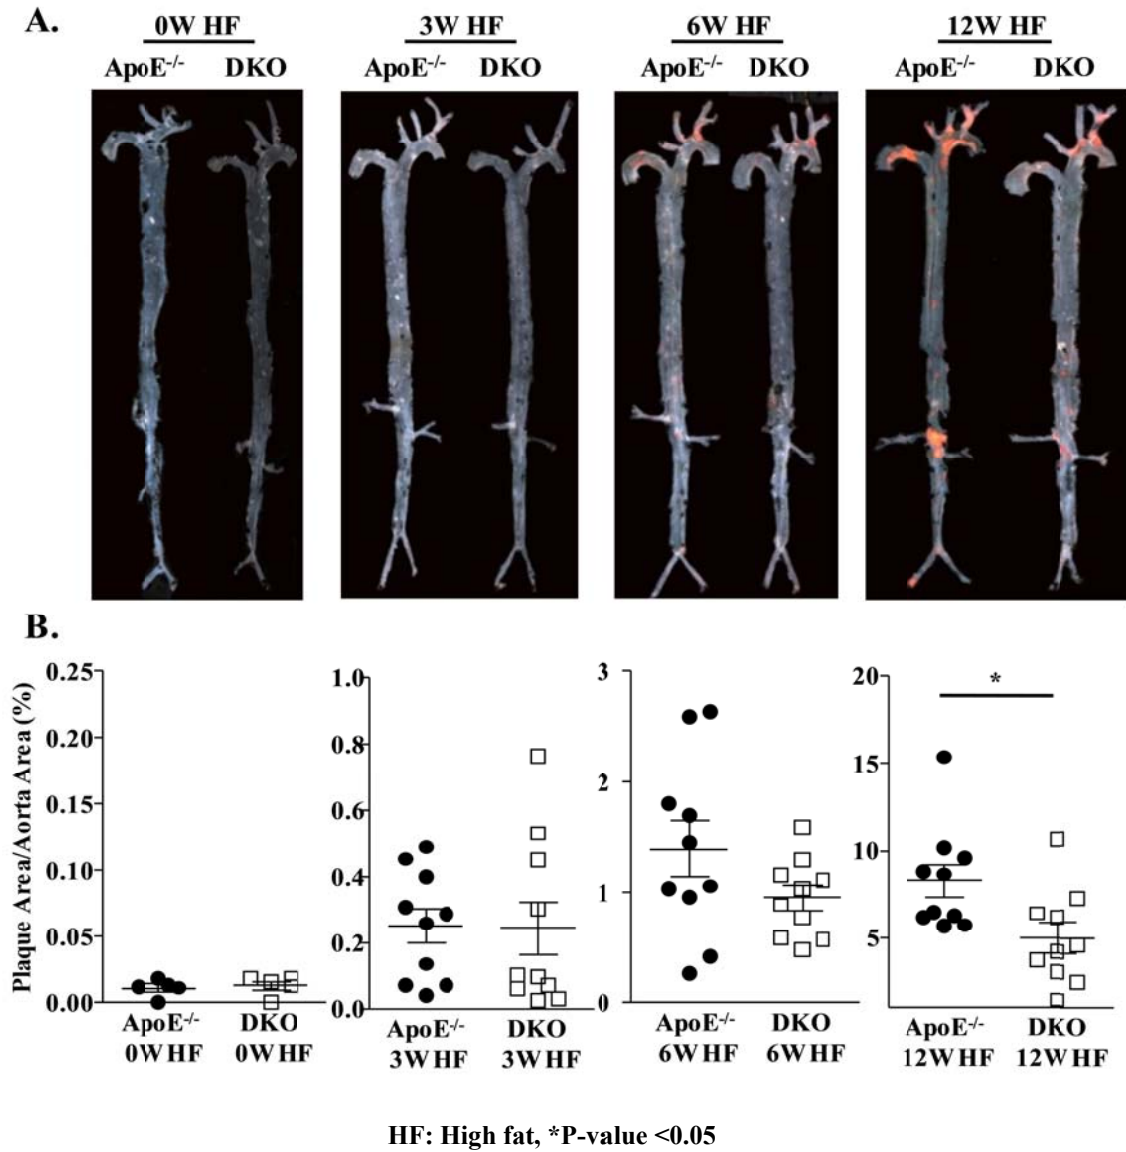 A.
0W HF 3W HF 6W HF 12W HF
ApoE-/- DKO ApoE-/- DKO ApoE-/- DKO ApoE-/- DKO
B.
Plaque Area/Aorta Area (%)
0.25
0.20
0.15
0.10
0.05
0.00
ApoE-/- DKO
0W HF 0W HF
1.0
0.8
0.6
0.4
0.2
0.0
ApoE-/- DKO
3W HF 3W HF
3
2
1
0
ApoE-/- DKO
6W HF 6W HF
20
15
10
5
*
ApoE-/- DKO
12W HF 12W HF
HF: High fat, *P-value <0.05